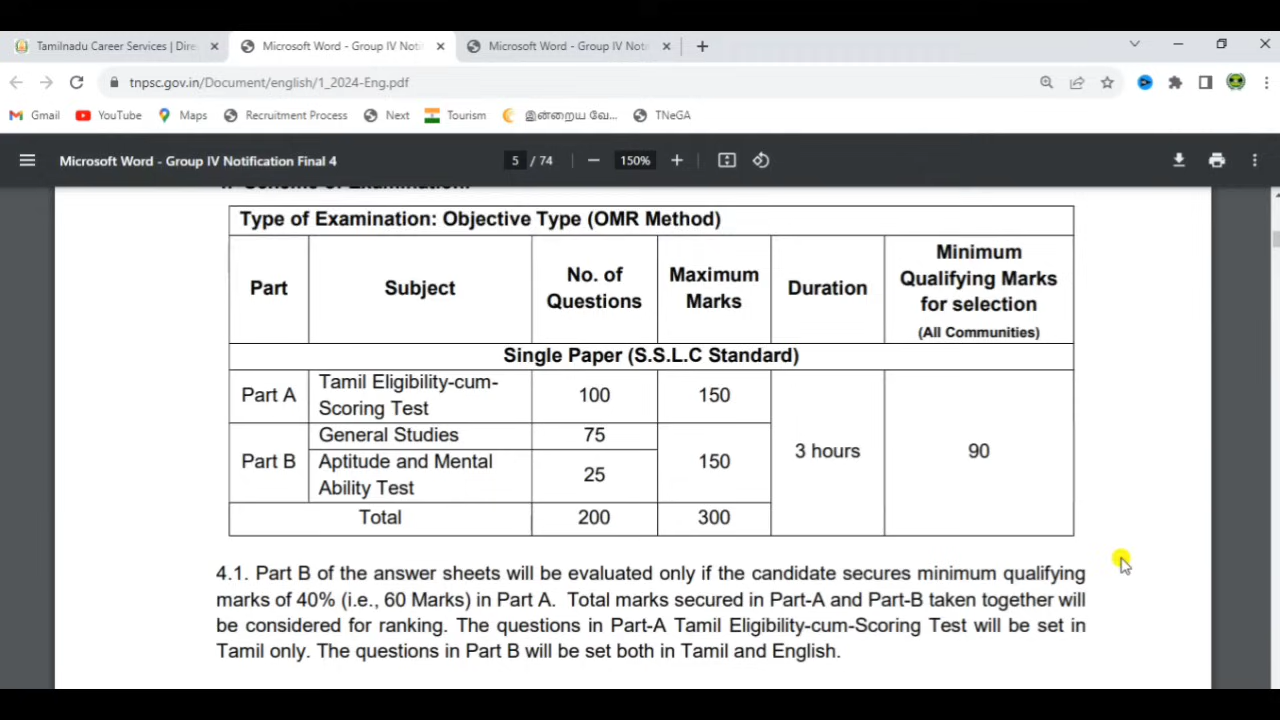 Tamilnadu Career Services | Dire
Microsoft Word - Group IV Noti
Microsoft Word - Group IV Noti
tnpsc.gov.in/Document/english/1_2024-Eng.pdf
Gmail YouTube Maps Recruitment Process Next Tourism இன்றைய வே... TNeGA
Microsoft Word - Group IV Notification Final 4
5 / 74
150%
Scheme of Examination:
Type of Examination: Objective Type (OMR Method)
Part
Subject
No. of
Questions
Maximum
Marks
Duration
Minimum
Qualifying Marks
for selection
(All Communities)
Single Paper (S.S.L.C Standard)
Part A
Tamil Eligibility-cum-
Scoring Test
100
150
Part B
General Studies
75
Aptitude and Mental
Ability Test
25
150
3 hours
90
Total
200
300
4.1. Part B of the answer sheets will be evaluated only if the candidate secures minimum qualifying
marks of 40% (i.e., 60 Marks) in Part A. Total marks secured in Part-A and Part-B taken together will
be considered for ranking. The questions in Part-A Tamil Eligibility-cum-Scoring Test will be set in
Tamil only. The questions in Part B will be set both in Tamil and English.